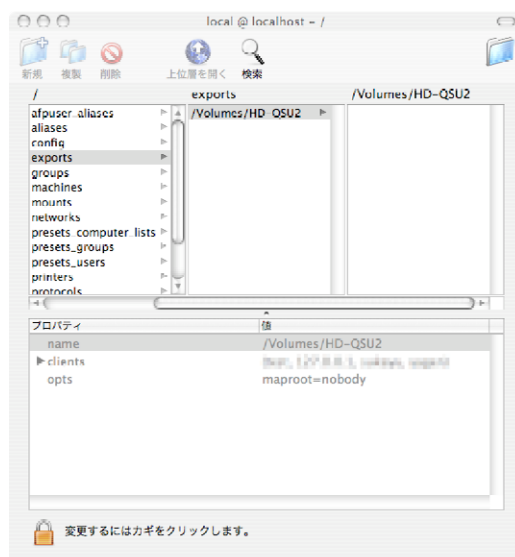 local @ localhost – /
新規 複製 削除 上位層を開く 検索
/ exports /Volumes/HD-QSU2
afpuser_aliases
aliases
config
exports
groups
machines
mounts
networks
presets_computer_lists
presets_groups
presets_users
printers
protocols
/Volumes/HD-QSU2
プロパティ 値
name /Volumes/HD-QSU2
clients
opts maproot=nobody
変更するにはカギをクリックします。